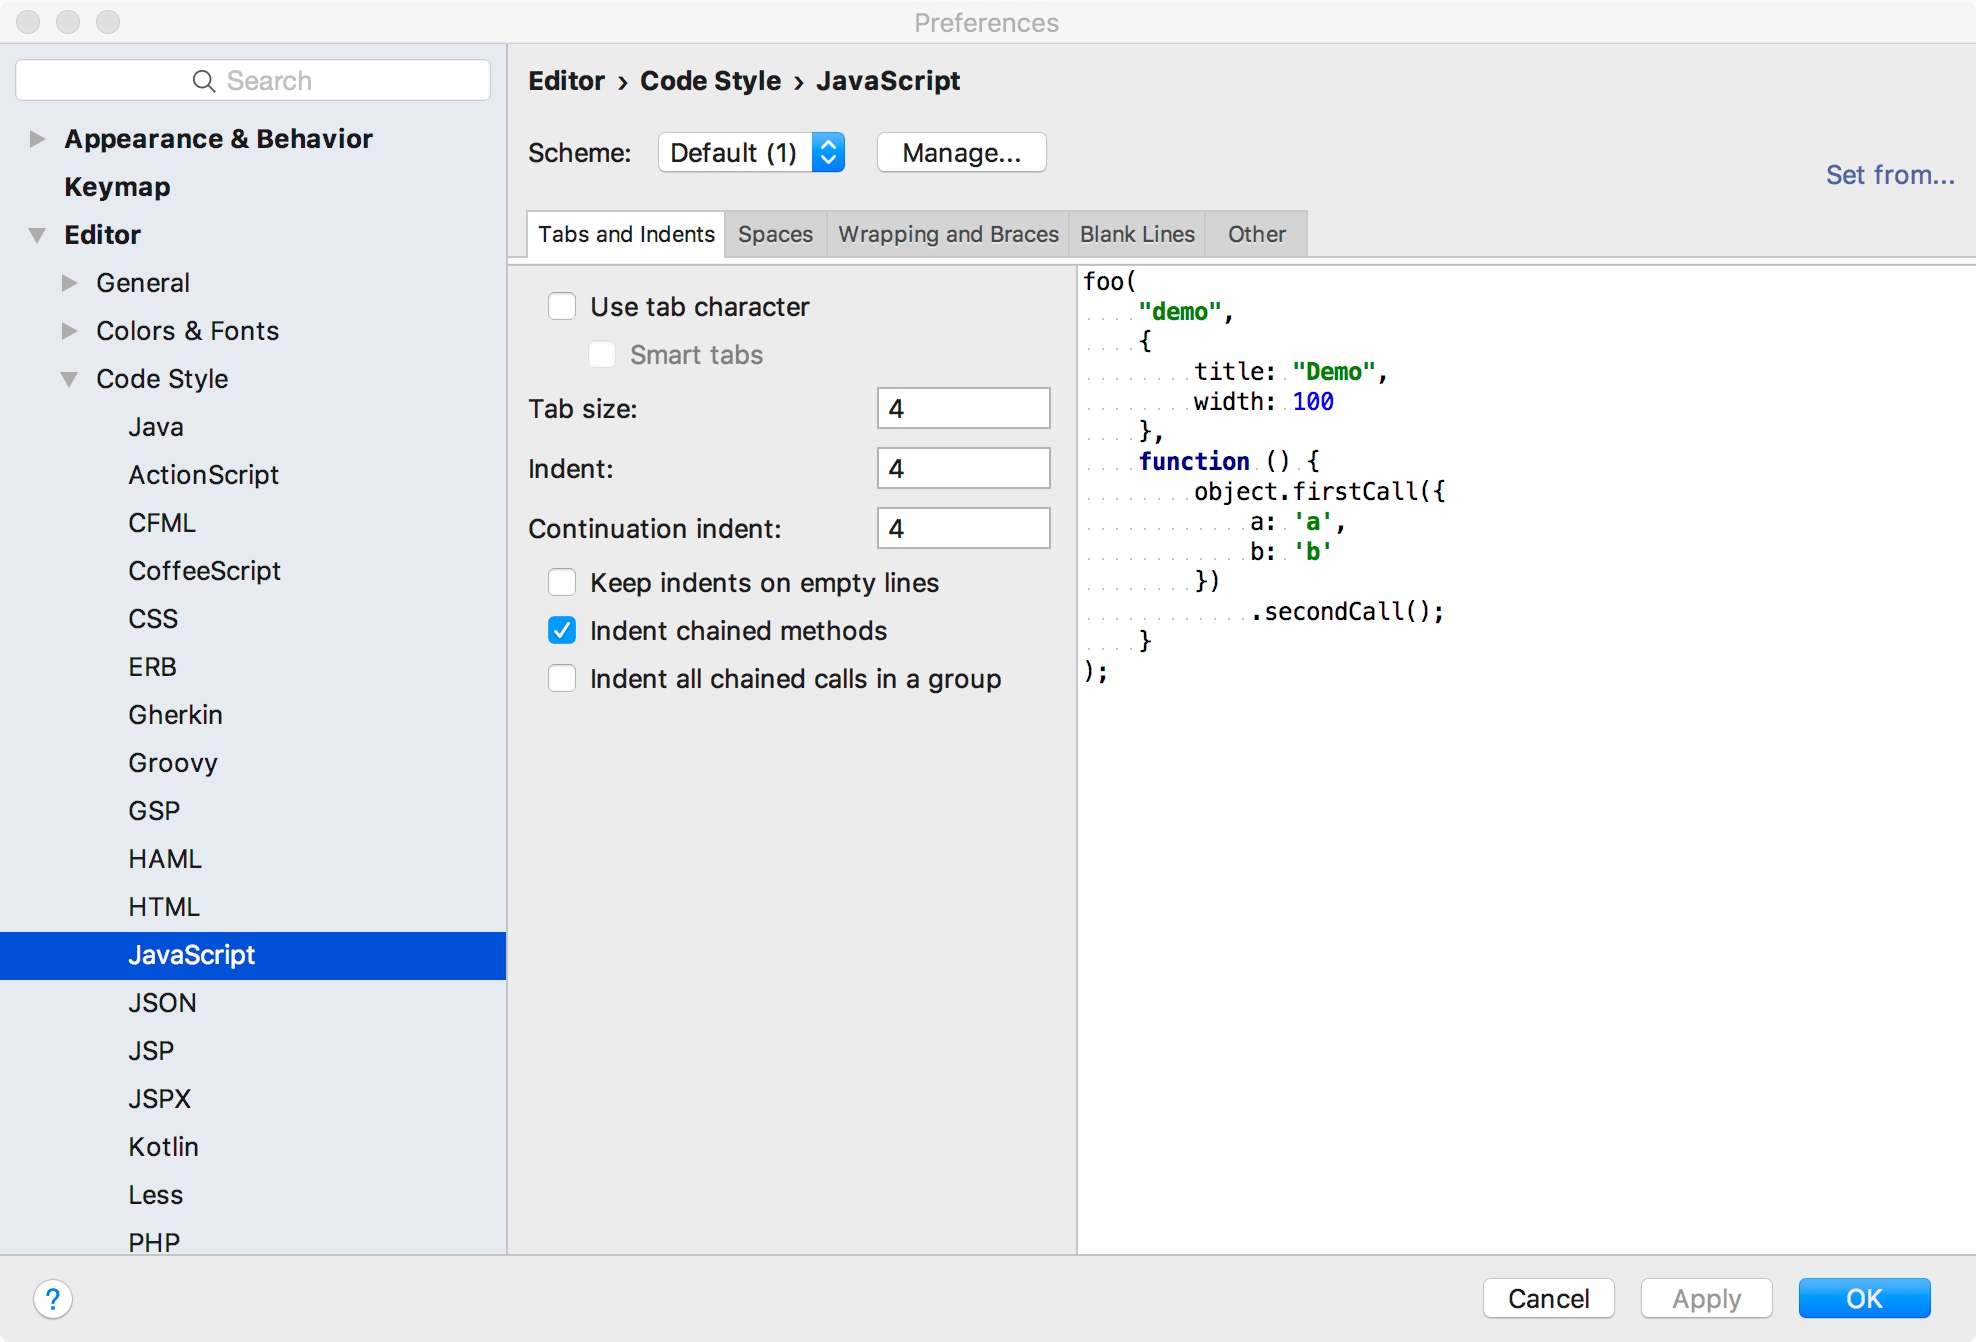 Preferences
Search
Appearance & Behavior
Keymap
Editor
General
Colors & Fonts
Code Style
Java
ActionScript
CFML
CoffeeScript
CSS
ERB
Gherkin
Groovy
GSP
HAML
HTML
JavaScript
JSON
JSP
JSPX
Kotlin
Less
PHP
Editor › Code Style › JavaScript
Scheme: Default (1) Manage...
Set from...
Tabs and Indents Spaces Wrapping and Braces Blank Lines Other
Use tab character
Smart tabs
Tab size: 4
Indent: 4
Continuation indent: 4
Keep indents on empty lines
Indent chained methods
Indent all chained calls in a group
foo(
    "demo",
    {
        title: "Demo",
        width: 100
    },
    function () {
        object.firstCall({
            a: 'a',
            b: 'b'
        })
            .secondCall();
    }
);
?
Cancel Apply OK